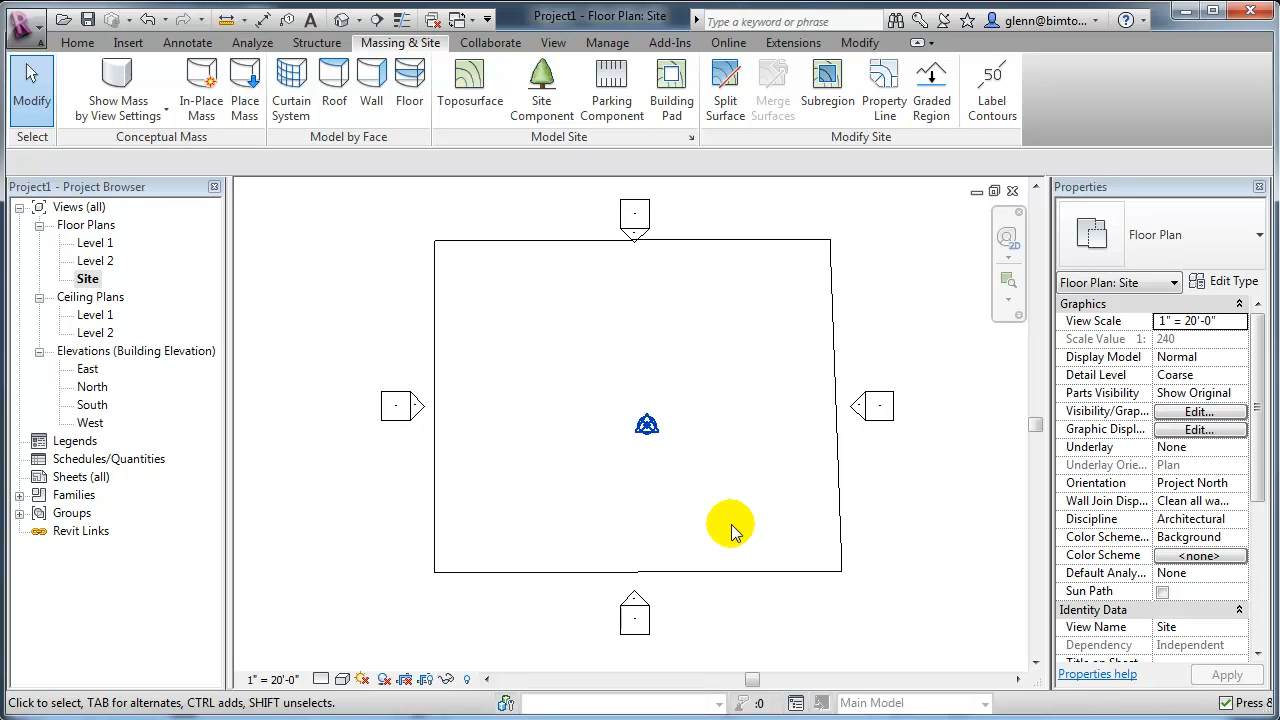 Project1 - Floor Plan: Site
Type a keyword or phrase
glenn@bimto...
Home Insert Annotate Analyze Structure Massing & Site Collaborate View Manage Add-Ins Online Extensions Modify
Modify
Show Mass
by View Settings
In-Place
Mass
Place
Mass
Curtain
System
Roof
Wall
Floor
Toposurface
Site
Component
Parking
Component
Building
Pad
Split
Surface
Merge
Surfaces
Subregion
Property
Line
Graded
Region
50
Label
Contours
Select
Conceptual Mass
Model by Face
Model Site
Modify Site
Project1 - Project Browser
Views (all)
Floor Plans
Level 1
Level 2
Site
Ceiling Plans
Level 1
Level 2
Elevations (Building Elevation)
East
North
South
West
Legends
Schedules/Quantities
Sheets (all)
Families
Groups
Revit Links
2D
Properties
Floor Plan
Floor Plan: Site
Edit Type
Graphics
View Scale 1" = 20'-0"
Scale Value 1: 240
Display Model Normal
Detail Level Coarse
Parts Visibility Show Original
Visibility/Grap... Edit...
Graphic Displ... Edit...
Underlay None
Underlay Orie... Plan
Orientation Project North
Wall Join Disp... Clean all wa...
Discipline Architectural
Color Scheme... Background
Color Scheme <none>
Default Analy... None
Sun Path
Identity Data
View Name Site
Dependency Independent
Properties help
Apply
1" = 20'-0"
Click to select, TAB for alternates, CTRL adds, SHIFT unselects.
:0
Main Model
Press &